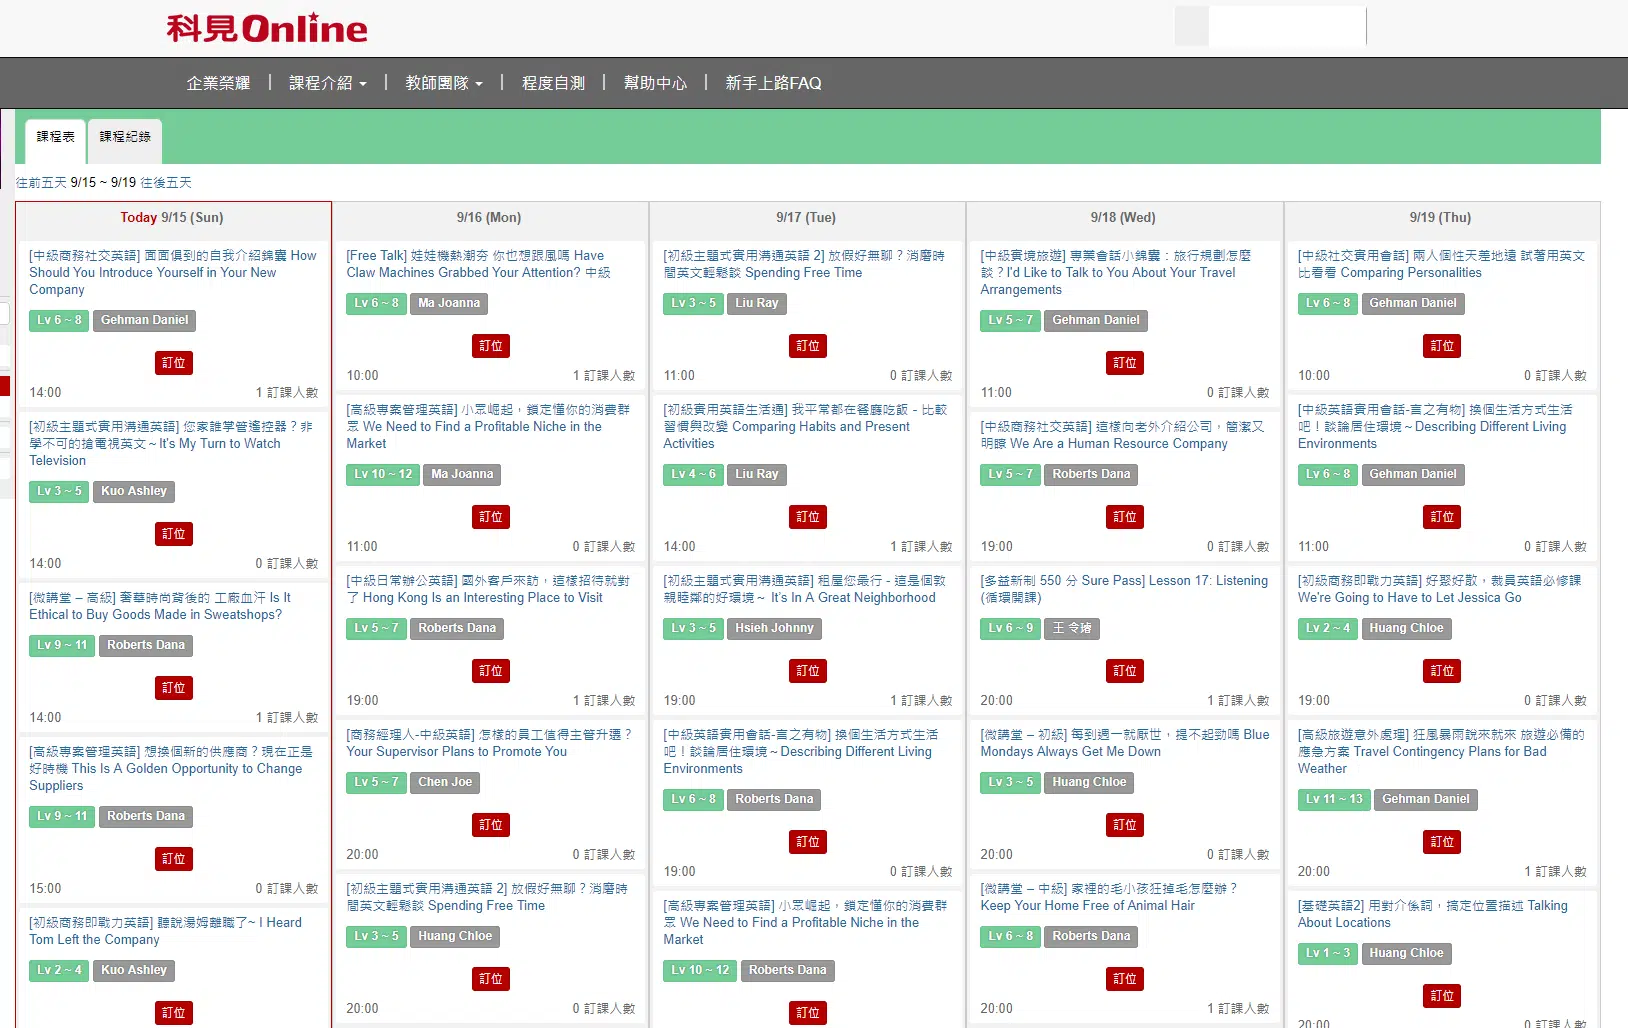 科見Online
企業榮耀 | 課程介紹 | 教師團隊 | 程度自測 | 幫助中心 | 新手上路FAQ
課程表 課程紀錄
往前五天 9/15 ~ 9/19 往後五天
Today 9/15 (Sun)
[中級商務社交英語] 面面俱到的自我介紹錦囊 How
Should You Introduce Yourself in Your New
Company
Lv 6 ~ 8 Gehman Daniel
訂位
14:00 1 訂課人數
[初級主題式實用溝通英語] 您家誰掌管遙控器？非
學不可的搶電視英文～It's My Turn to Watch
Television
Lv 3 ~ 5 Kuo Ashley
訂位
14:00 0 訂課人數
[微講堂 – 高級] 奢華時尚背後的 工廠血汗 Is It
Ethical to Buy Goods Made in Sweatshops?
Lv 9 ~ 11 Roberts Dana
訂位
14:00 1 訂課人數
[高級專案管理英語] 想換個新的供應商？現在正是
好時機 This Is A Golden Opportunity to Change
Suppliers
Lv 9 ~ 11 Roberts Dana
訂位
15:00 0 訂課人數
[初級商務即戰力英語] 聽說湯姆離職了~ I Heard
Tom Left the Company
Lv 2 ~ 4 Kuo Ashley
訂位
9/16 (Mon)
[Free Talk] 娃娃機熱潮夯 你也想跟風嗎 Have
Claw Machines Grabbed Your Attention? 中級
Lv 6 ~ 8 Ma Joanna
訂位
10:00 1 訂課人數
[高級專案管理英語] 小眾崛起，鎖定懂你的消費群
眾 We Need to Find a Profitable Niche in the
Market
Lv 10 ~ 12 Ma Joanna
訂位
11:00 0 訂課人數
[中級日常辦公英語] 國外客戶來訪，這樣招待就對
了 Hong Kong Is an Interesting Place to Visit
Lv 5 ~ 7 Roberts Dana
訂位
19:00 1 訂課人數
[商務經理人-中級英語] 怎樣的員工值得主管升遷？
Your Supervisor Plans to Promote You
Lv 5 ~ 7 Chen Joe
訂位
20:00 0 訂課人數
[初級主題式實用溝通英語 2] 放假好無聊？消磨時
間英文輕鬆談 Spending Free Time
Lv 3 ~ 5 Huang Chloe
訂位
20:00 0 訂課人數
9/17 (Tue)
[初級主題式實用溝通英語 2] 放假好無聊？消磨時
間英文輕鬆談 Spending Free Time
Lv 3 ~ 5 Liu Ray
訂位
11:00 0 訂課人數
[初級實用英語生活通] 我平常都在餐廳吃飯 - 比較
習慣與改變 Comparing Habits and Present
Activities
Lv 4 ~ 6 Liu Ray
訂位
14:00 1 訂課人數
[初級主題式實用溝通英語] 租屋您最行 - 這是個敦
親睦鄰的好環境～ It's In A Great Neighborhood
Lv 3 ~ 5 Hsieh Johnny
訂位
19:00 1 訂課人數
[中級英語實用會話-言之有物] 換個生活方式生活
吧！談論居住環境～Describing Different Living
Environments
Lv 6 ~ 8 Roberts Dana
訂位
19:00 0 訂課人數
[高級專案管理英語] 小眾崛起，鎖定懂你的消費群
眾 We Need to Find a Profitable Niche in the
Market
Lv 10 ~ 12 Roberts Dana
訂位
9/18 (Wed)
[中級實境旅遊] 專業會話小錦囊：旅行規劃怎麼
談？I'd Like to Talk to You About Your Travel
Arrangements
Lv 5 ~ 7 Gehman Daniel
訂位
11:00 0 訂課人數
[中級商務社交英語] 這樣向老外介紹公司，簡潔又
明瞭 We Are a Human Resource Company
Lv 5 ~ 7 Roberts Dana
訂位
19:00 0 訂課人數
[多益新制 550 分 Sure Pass] Lesson 17: Listening
(循環開課)
Lv 6 ~ 9 王 令璿
訂位
20:00 1 訂課人數
[微講堂 – 初級] 每到週一就厭世，提不起勁嗎 Blue
Mondays Always Get Me Down
Lv 3 ~ 5 Huang Chloe
訂位
20:00 0 訂課人數
[微講堂 – 中級] 家裡的毛小孩狂掉毛怎麼辦？
Keep Your Home Free of Animal Hair
Lv 6 ~ 8 Roberts Dana
訂位
20:00 1 訂課人數
9/19 (Thu)
[中級社交實用會話] 兩人個性天差地遠 試著用英文
比看看 Comparing Personalities
Lv 6 ~ 8 Gehman Daniel
訂位
10:00 0 訂課人數
[中級英語實用會話-言之有物] 換個生活方式生活
吧！談論居住環境～Describing Different Living
Environments
Lv 6 ~ 8 Gehman Daniel
訂位
11:00 0 訂課人數
[初級商務即戰力英語] 好聚好散，裁員英語必修課
We're Going to Have to Let Jessica Go
Lv 2 ~ 4 Huang Chloe
訂位
19:00 0 訂課人數
[高級旅遊意外處理] 狂風暴雨說來就來 旅遊必備的
應急方案 Travel Contingency Plans for Bad
Weather
Lv 11 ~ 13 Gehman Daniel
訂位
20:00 1 訂課人數
[基礎英語2] 用對介係詞，搞定位置描述 Talking
About Locations
Lv 1 ~ 3 Huang Chloe
訂位
20:00 0 訂課人數